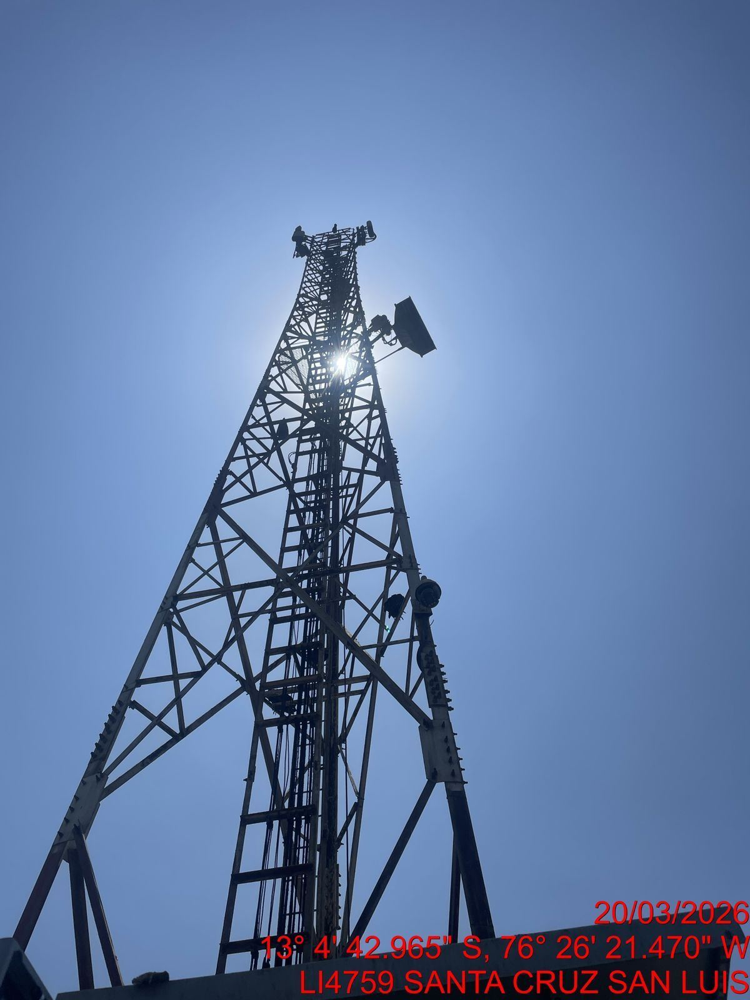 20/03/2026
13° 4' 42.965" S, 76° 26' 21.470" W
LI4759 SANTA CRUZ SAN LUIS